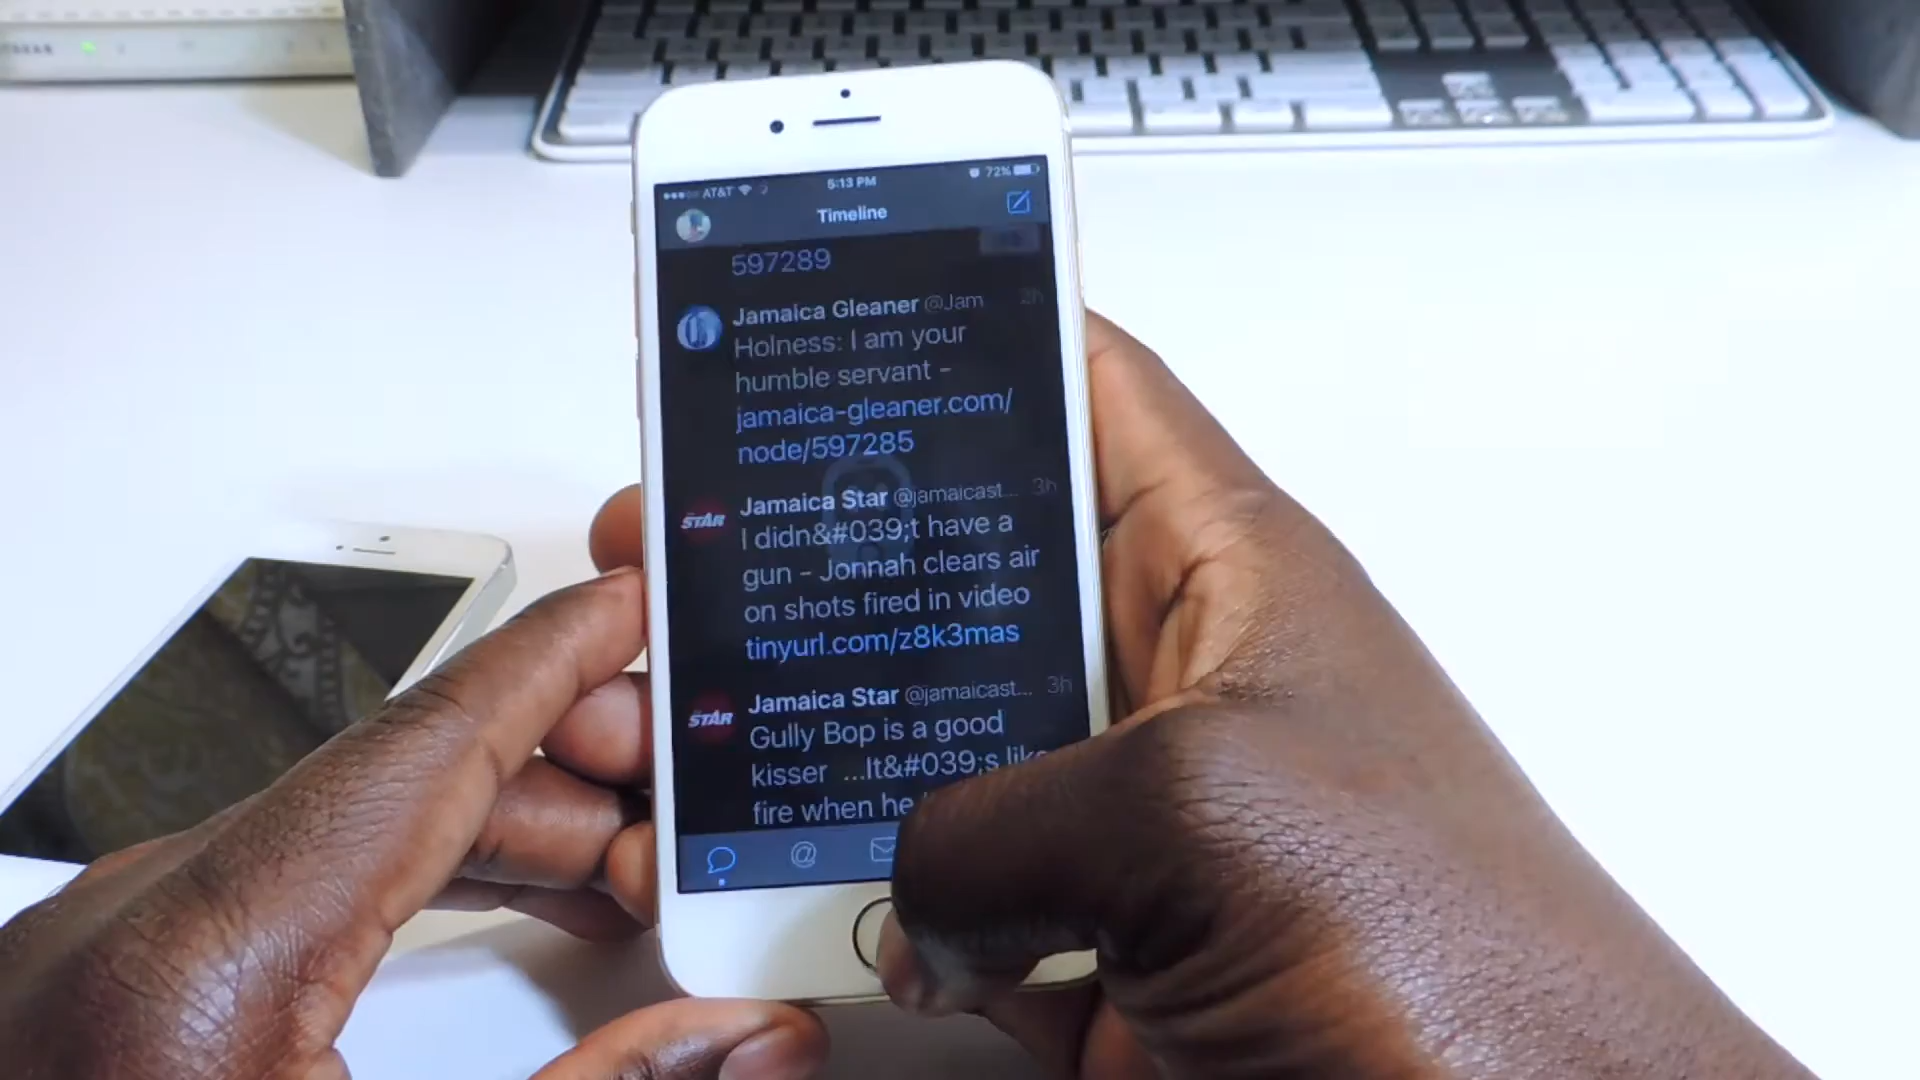 AT&T 5:13 PM 72%
Timeline
597289
Jamaica Gleaner @Jam 2h
Holness: I am your
humble servant -
jamaica-gleaner.com/
node/597285
Jamaica Star @jamaicast... 3h
STAR
I didn&#039;t have a
gun - Jonnah clears air
on shots fired in video
tinyurl.com/z8k3mas
Jamaica Star @jamaicast... 3h
STAR
Gully Bop is a good
kisser ...It&#039;s like
fire when he
@